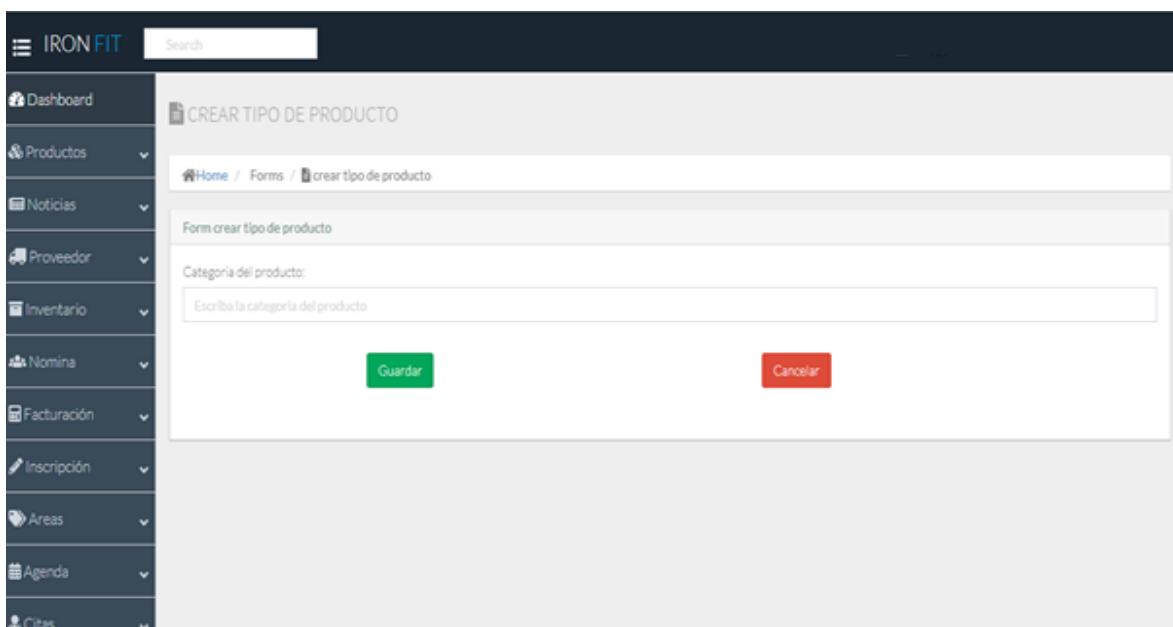 IRON FIT
Search
Dashboard
Productos
Noticias
Proveedor
Inventario
Nomina
Facturación
Inscripción
Areas
Agenda
Citas
CREAR TIPO DE PRODUCTO
Home / Forms / crear tipo de producto
Form crear tipo de producto
Categoria del producto:
Escriba la categoría del producto
Guardar
Cancelar